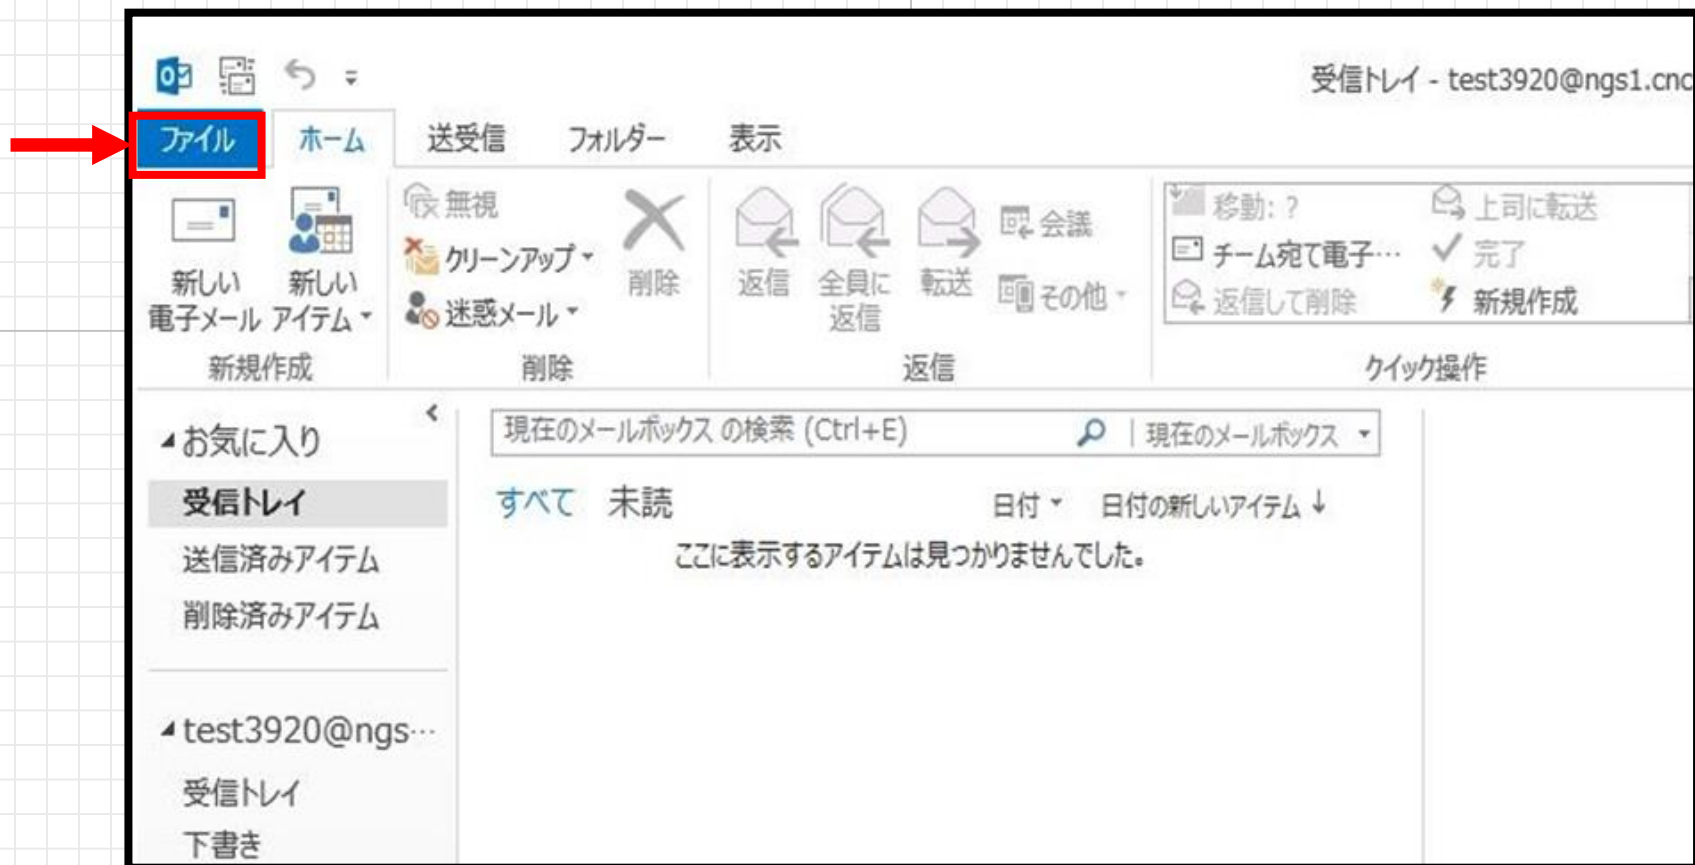 受信トレイ - test3920@ngs1.cnc
ファイル ホーム 送受信 フォルダー 表示
新しい
電子メール
新しい
アイテム
新規作成
無視
クリーンアップ
迷惑メール
削除
削除
返信
全員に
返信
転送
会議
その他
返信
移動: ?
チーム宛て電子…
返信して削除
上司に転送
完了
新規作成
クイック操作
お気に入り
受信トレイ
送信済みアイテム
削除済みアイテム
test3920@ngs…
受信トレイ
下書き
現在のメールボックス の検索 (Ctrl+E) 現在のメールボックス
すべて 未読 日付 日付の新しいアイテム ↓
ここに表示するアイテムは見つかりませんでした。